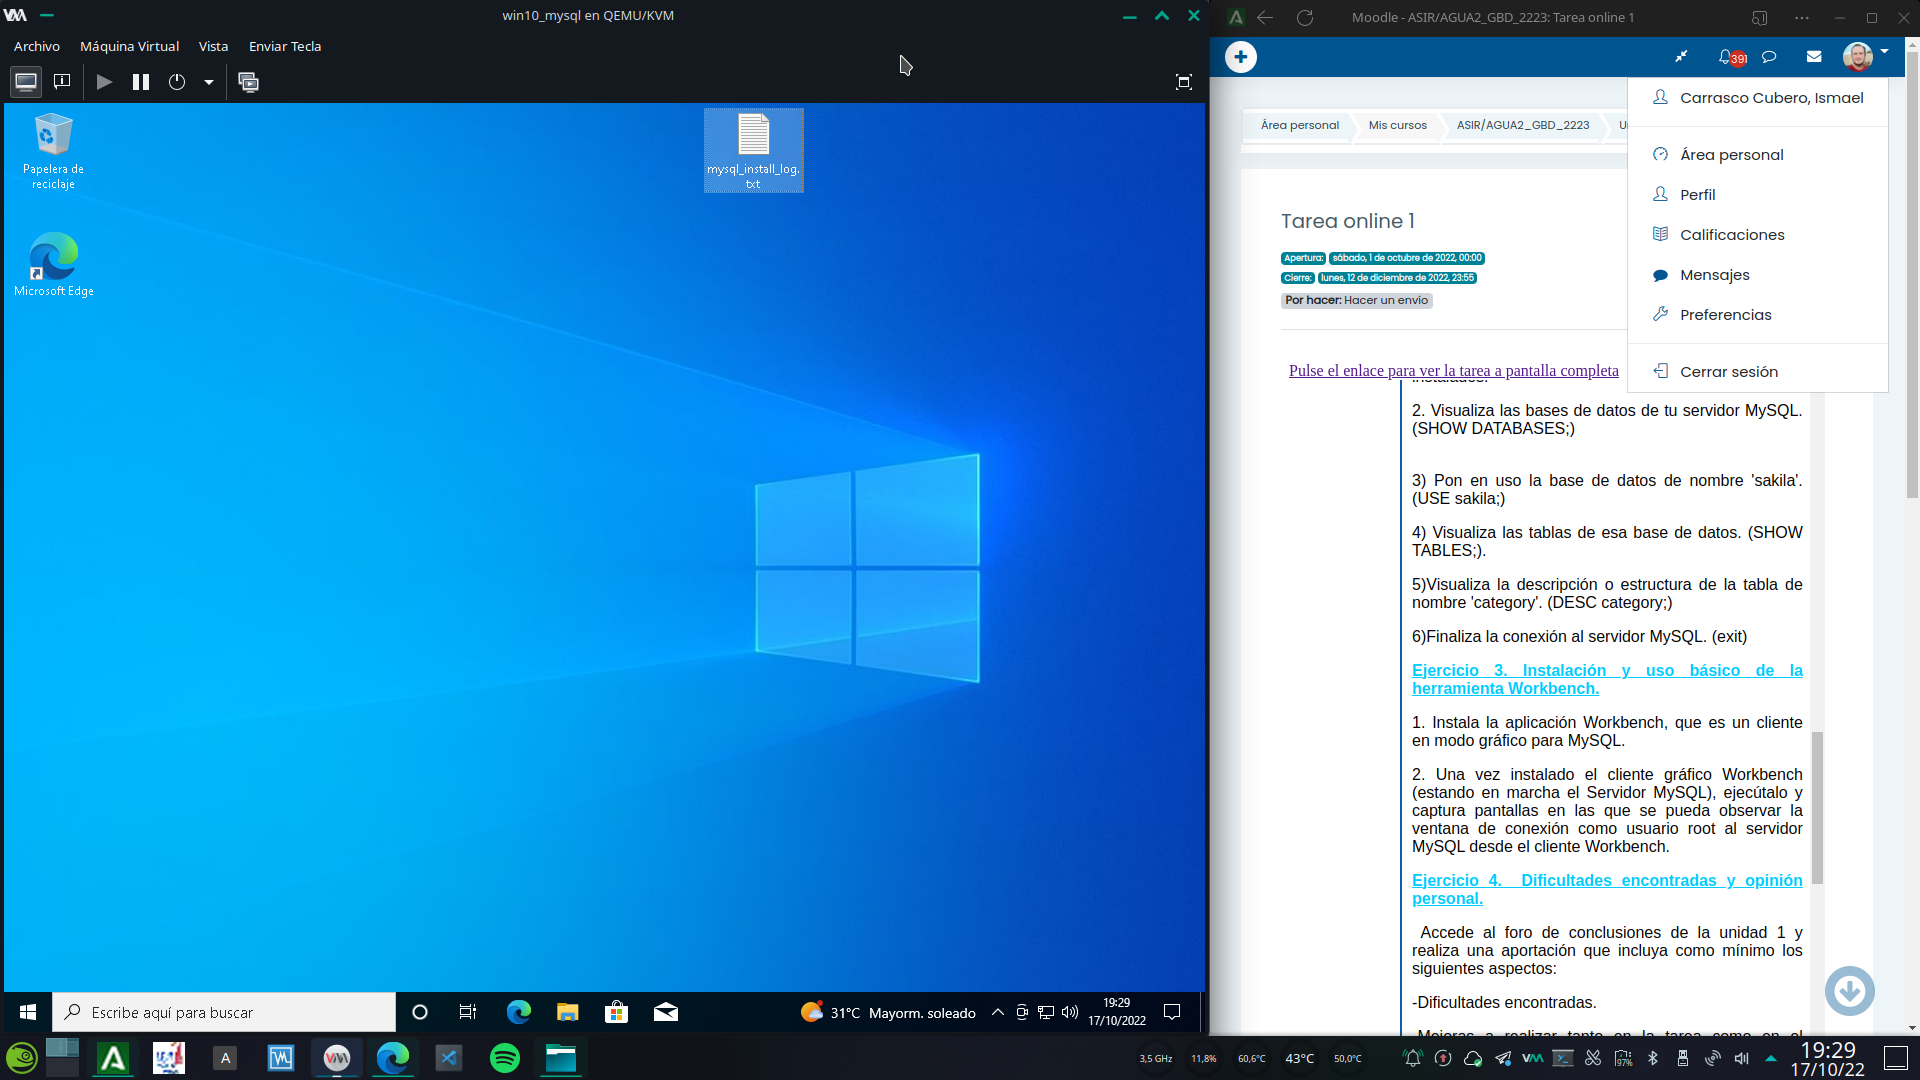 win10_mysql en QEMU/KVM
Archivo Máquina Virtual Vista Enviar Tecla
Papelera de
reciclaje
Microsoft Edge
mysql_install_log.
txt
Escribe aquí para buscar
31°C Mayorm. soleado
19:29
17/10/2022
Moodle - ASIR/AGUA2_GBD_2223: Tarea online 1
391
Área personal Mis cursos ASIR/AGUA2_GBD_2223
Carrasco Cubero, Ismael
Área personal
Perfil
Calificaciones
Mensajes
Preferencias
Cerrar sesión
Tarea online 1
Apertura: sábado, 1 de octubre de 2022, 00:00
Cierre: lunes, 12 de diciembre de 2022, 23:55
Por hacer: Hacer un envío
Pulse el enlace para ver la tarea a pantalla completa
2. Visualiza las bases de datos de tu servidor MySQL.
(SHOW DATABASES;)
3) Pon en uso la base de datos de nombre 'sakila'.
(USE sakila;)
4) Visualiza las tablas de esa base de datos. (SHOW
TABLES;).
5)Visualiza la descripción o estructura de la tabla de
nombre 'category'. (DESC category;)
6)Finaliza la conexión al servidor MySQL. (exit)
Ejercicio 3. Instalación y uso básico de la
herramienta Workbench.
1. Instala la aplicación Workbench, que es un cliente
en modo gráfico para MySQL.
2. Una vez instalado el cliente gráfico Workbench
(estando en marcha el Servidor MySQL), ejecútalo y
captura pantallas en las que se pueda observar la
ventana de conexión como usuario root al servidor
MySQL desde el cliente Workbench.
Ejercicio 4. Dificultades encontradas y opinión
personal.
Accede al foro de conclusiones de la unidad 1 y
realiza una aportación que incluya como mínimo los
siguientes aspectos:
-Dificultades encontradas.
3,5 GHz 11,8% 60,6°C 43°C 50,0°C
97%
19:29
17/10/22